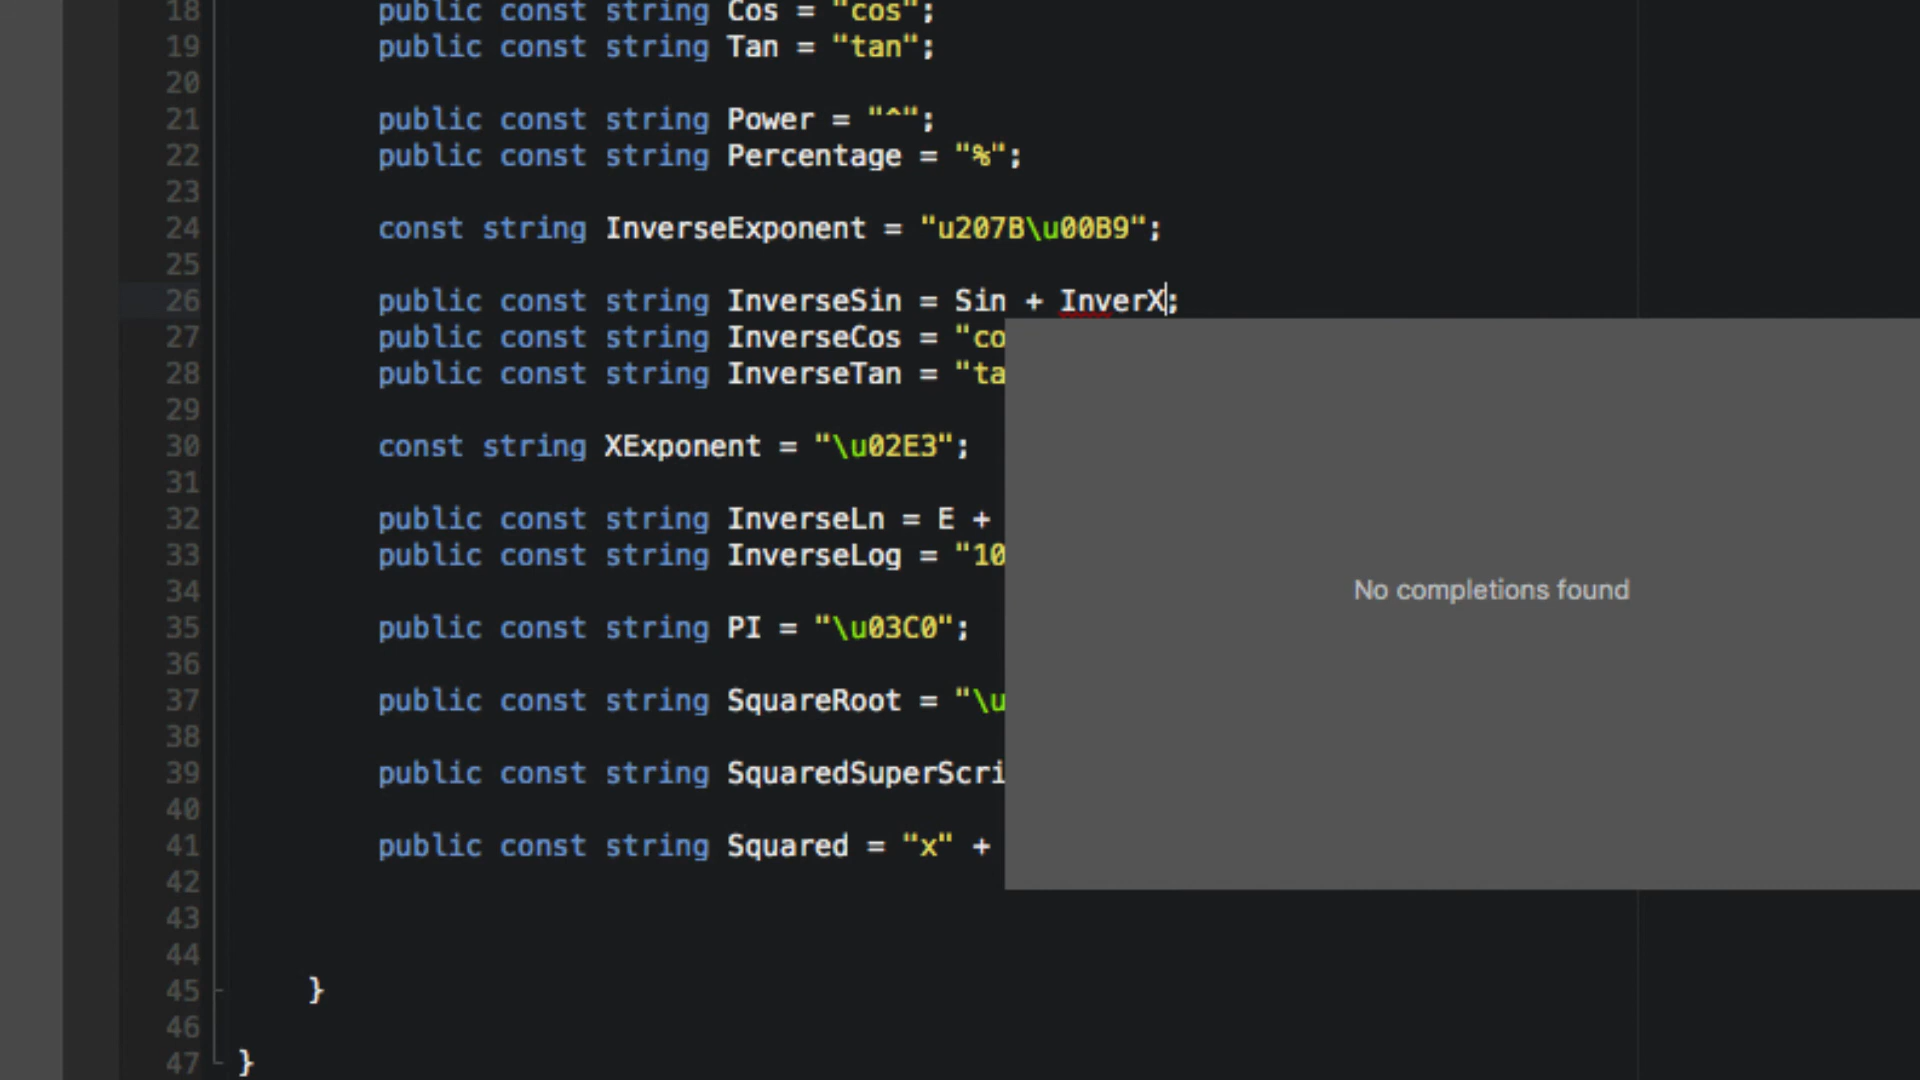 18 public const string Cos = "cos";
19 public const string Tan = "tan";
20
21 public const string Power = "^";
22 public const string Percentage = "%";
23
24 const string InverseExponent = "u207B\u00B9";
25
26 public const string InverseSin = Sin + InverX;
27 public const string InverseCos = "co
28 public const string InverseTan = "ta
29
30 const string XExponent = "\u02E3";
31
32 public const string InverseLn = E +
33 public const string InverseLog = "10
34
35 public const string PI = "\u03C0";
36
37 public const string SquareRoot = "\u
38
39 public const string SquaredSuperScri
40
41 public const string Squared = "x" +
42
43
44
45 }
46
47 }
No completions found